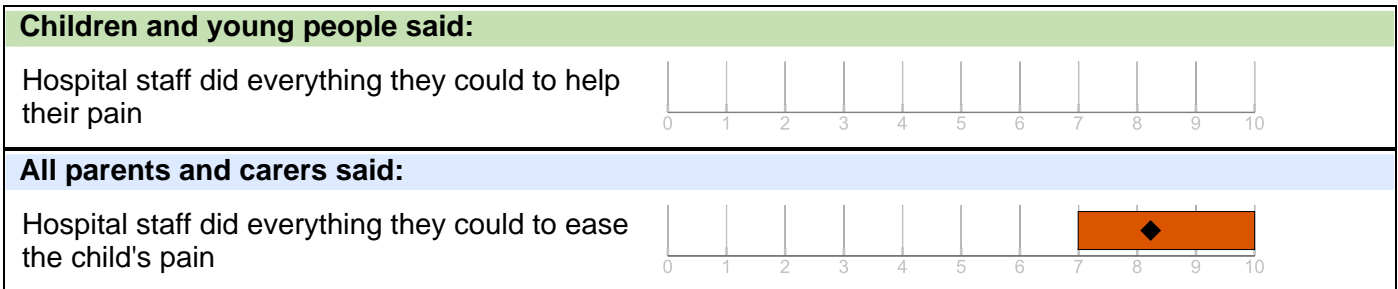 Children and young people said:
Hospital staff did everything they could to help
their pain
0 1 2 3 4 5 6 7 8 9 10
All parents and carers said:
Hospital staff did everything they could to ease
the child's pain
0 1 2 3 4 5 6 7 8 9 10